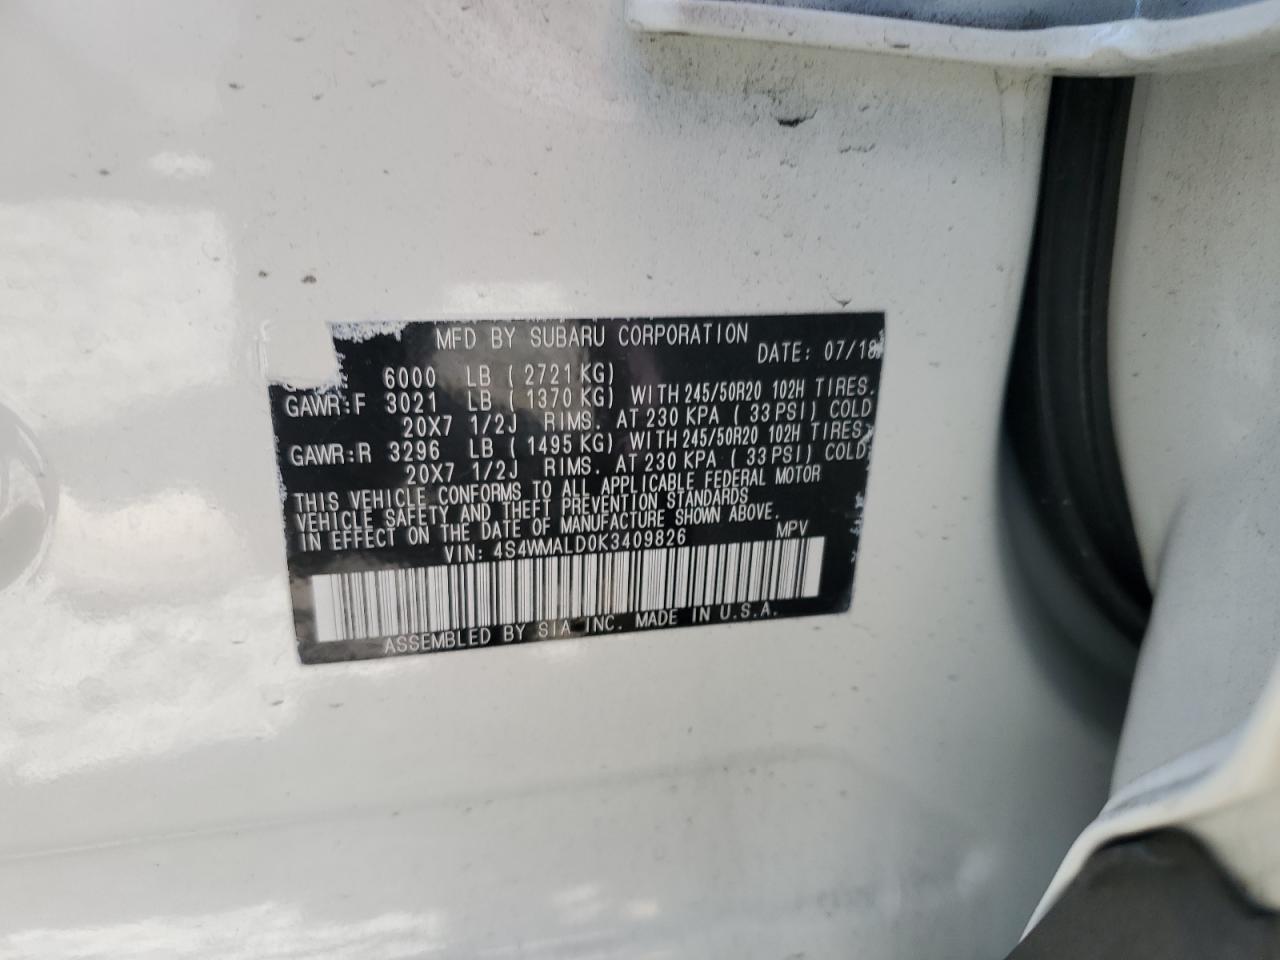 MFD BY SUBARU CORPORATION
DATE: 07/18
6000 LB ( 2721 KG)
GAWR:F 3021 LB ( 1370 KG) WITH 245/50R20 102H TIRES.
20X7 1/2J RIMS. AT 230 KPA ( 33 PSI) COLD
GAWR:R 3296 LB ( 1495 KG) WITH 245/50R20 102H TIRES.
20X7 1/2J RIMS. AT 230 KPA ( 33 PSI) COLD
THIS VEHICLE CONFORMS TO ALL APPLICABLE FEDERAL MOTOR
VEHICLE SAFETY AND THEFT PREVENTION STANDARDS
IN EFFECT ON THE DATE OF MANUFACTURE SHOWN ABOVE.
VIN: 4S4WMALD0K3409826 MPV
ASSEMBLED BY SIA INC. MADE IN U.S.A.